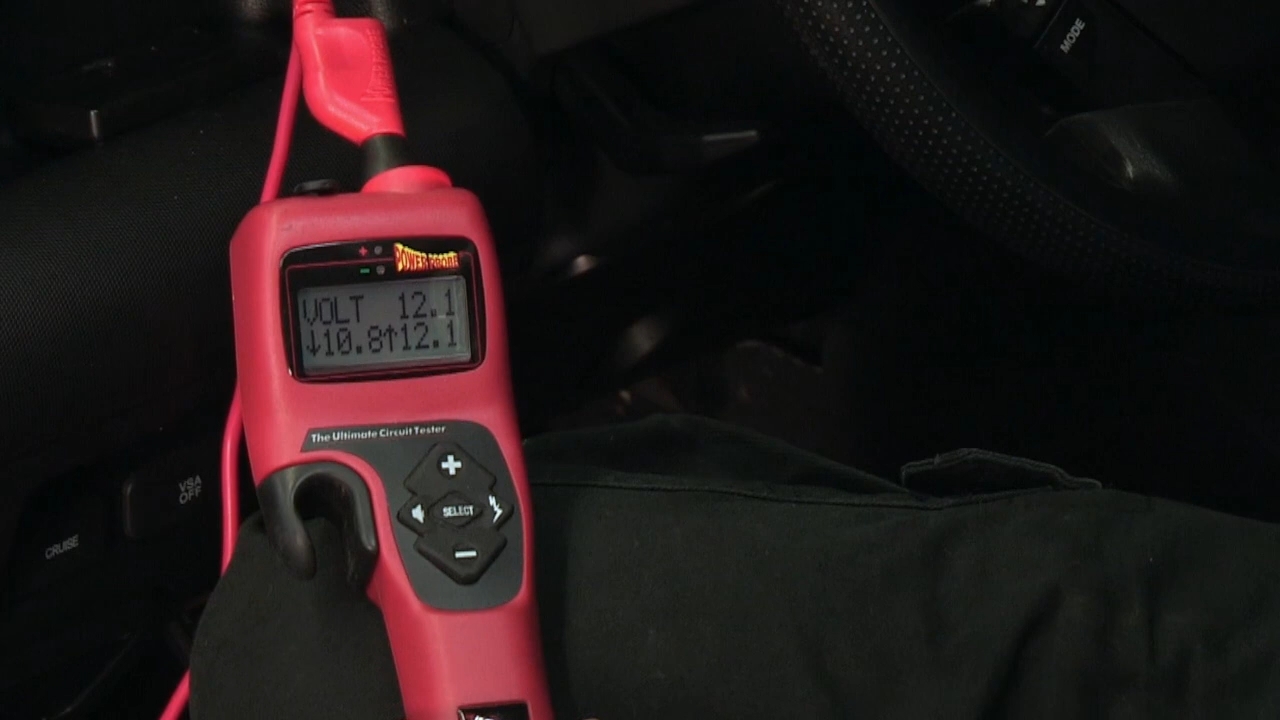 MODE
POWER PROBE
VOLT 12.1
↓10.8↑12.1
The Ultimate Circuit Tester
+
SELECT
−
VSA
OFF
CRUISE